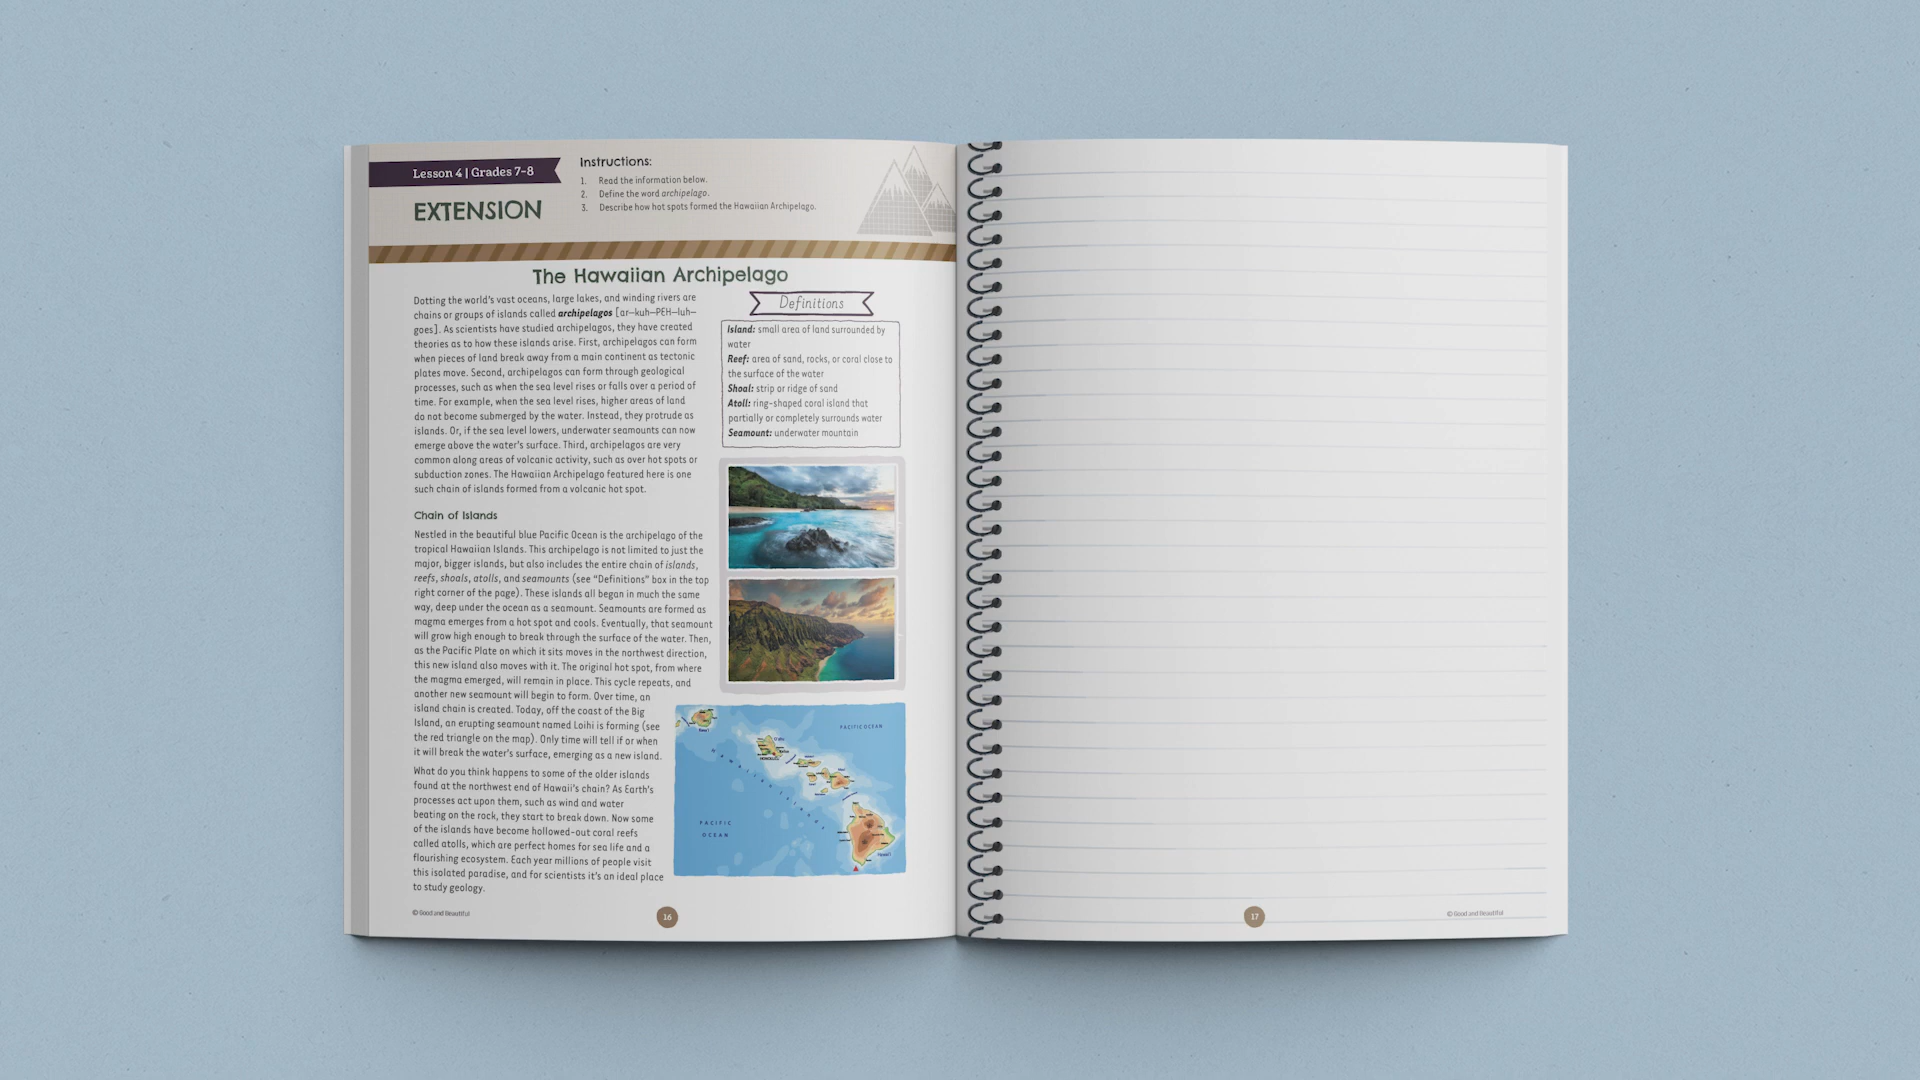 Lesson 4 | Grades 7–8
EXTENSION
Instructions:
1. Read the information below.
2. Define the word archipelago.
3. Describe how hot spots formed the Hawaiian Archipelago.
The Hawaiian Archipelago
Dotting the world's vast oceans, large lakes, and winding rivers are
chains or groups of islands called archipelagos [ar—kuh—PEH—luh—
goes]. As scientists have studied archipelagos, they have created
theories as to how these islands arise. First, archipelagos can form
when pieces of land break away from a main continent as tectonic
plates move. Second, archipelagos can form through geological
processes, such as when the sea level rises or falls over a period of
time. For example, when the sea level rises, higher areas of land
do not become submerged by the water. Instead, they protrude as
islands. Or, if the sea level lowers, underwater seamounts can now
emerge above the water's surface. Third, archipelagos are very
common along areas of volcanic activity, such as over hot spots or
subduction zones. The Hawaiian Archipelago featured here is one
such chain of islands formed from a volcanic hot spot.
Chain of Islands
Nestled in the beautiful blue Pacific Ocean is the archipelago of the
tropical Hawaiian Islands. This archipelago is not limited to just the
major, bigger islands, but also includes the entire chain of islands,
reefs, shoals, atolls, and seamounts (see "Definitions" box in the top
right corner of the page). These islands all began in much the same
way, deep under the ocean as a seamount. Seamounts are formed as
magma emerges from a hot spot and cools. Eventually, that seamount
will grow high enough to break through the surface of the water. Then,
as the Pacific Plate on which it sits moves in the northwest direction,
this new island also moves with it. The original hot spot, from where
the magma emerged, will remain in place. This cycle repeats, and
another new seamount will begin to form. Over time, an
island chain is created. Today, off the coast of the Big
Island, an erupting seamount named Loihi is forming (see
the red triangle on the map). Only time will tell if or when
it will break the water's surface, emerging as a new island.
What do you think happens to some of the older islands
found at the northwest end of Hawaii's chain? As Earth's
processes act upon them, such as wind and water
beating on the rock, they start to break down. Now some
of the islands have become hollowed-out coral reefs
called atolls, which are perfect homes for sea life and a
flourishing ecosystem. Each year millions of people visit
this isolated paradise, and for scientists it's an ideal place
to study geology.
Definitions
Island: small area of land surrounded by
water
Reef: area of sand, rocks, or coral close to
the surface of the water
Shoal: strip or ridge of sand
Atoll: ring-shaped coral island that
partially or completely surrounds water
Seamount: underwater mountain
PACIFIC OCEAN
HONOLULU
Hawaiian Islands
PACIFIC
OCEAN
Hawai'i
© Good and Beautiful
16
17
© Good and Beautiful